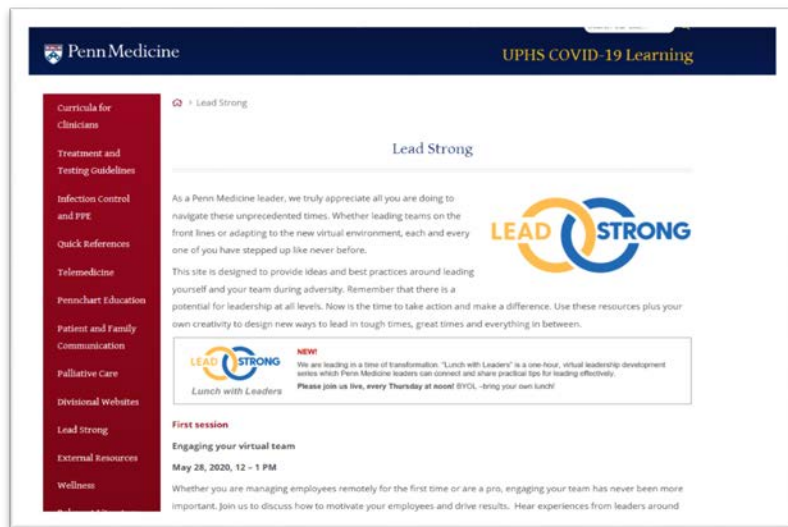 Penn Medicine
UPHS COVID-19 Learning
Curricula for
Clinicians
Treatment and
Testing Guidelines
Infection Control
and PPE
Quick References
Telemedicine
Pennchart Education
Patient and Family
Communication
Palliative Care
Divisional Websites
Lead Strong
External Resources
Wellness
> Lead Strong
Lead Strong
As a Penn Medicine leader, we truly appreciate all you are doing to
navigate these unprecedented times. Whether leading teams on the
front lines or adapting to the new virtual environment, each and every
one of you have stepped up like never before.
LEAD STRONG
This site is designed to provide ideas and best practices around leading
yourself and your team during adversity. Remember that there is a
potential for leadership at all levels. Now is the time to take action and make a difference. Use these resources plus your
own creativity to design new ways to lead in tough times, great times and everything in between.
LEAD STRONG
Lunch with Leaders
NEW!
We are leading in a time of transformation. "Lunch with Leaders" is a one-hour, virtual leadership development
series which Penn Medicine leaders can connect and share practical tips for leading effectively.
Please join us live, every Thursday at noon! BYOL –bring your own lunch!
First session
Engaging your virtual team
May 28, 2020, 12 – 1 PM
Whether you are managing employees remotely for the first time or are a pro, engaging your team has never been more
important. Join us to discuss how to motivate your employees and drive results. Hear experiences from leaders around